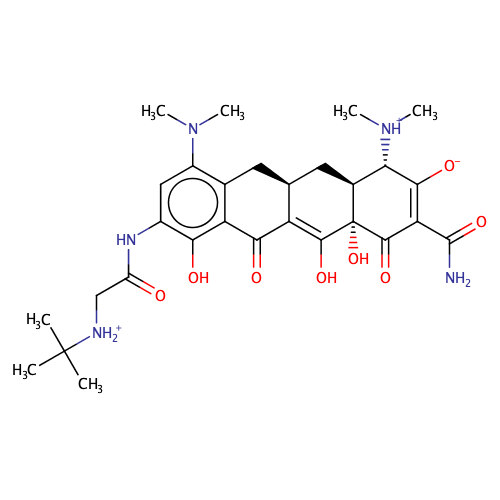 H₃C CH₃ H₃C CH₃
N NH⁺
O⁻
HN O
OH O OH OH O NH₂
O
H₃C NH₂⁺
H₃C
CH₃